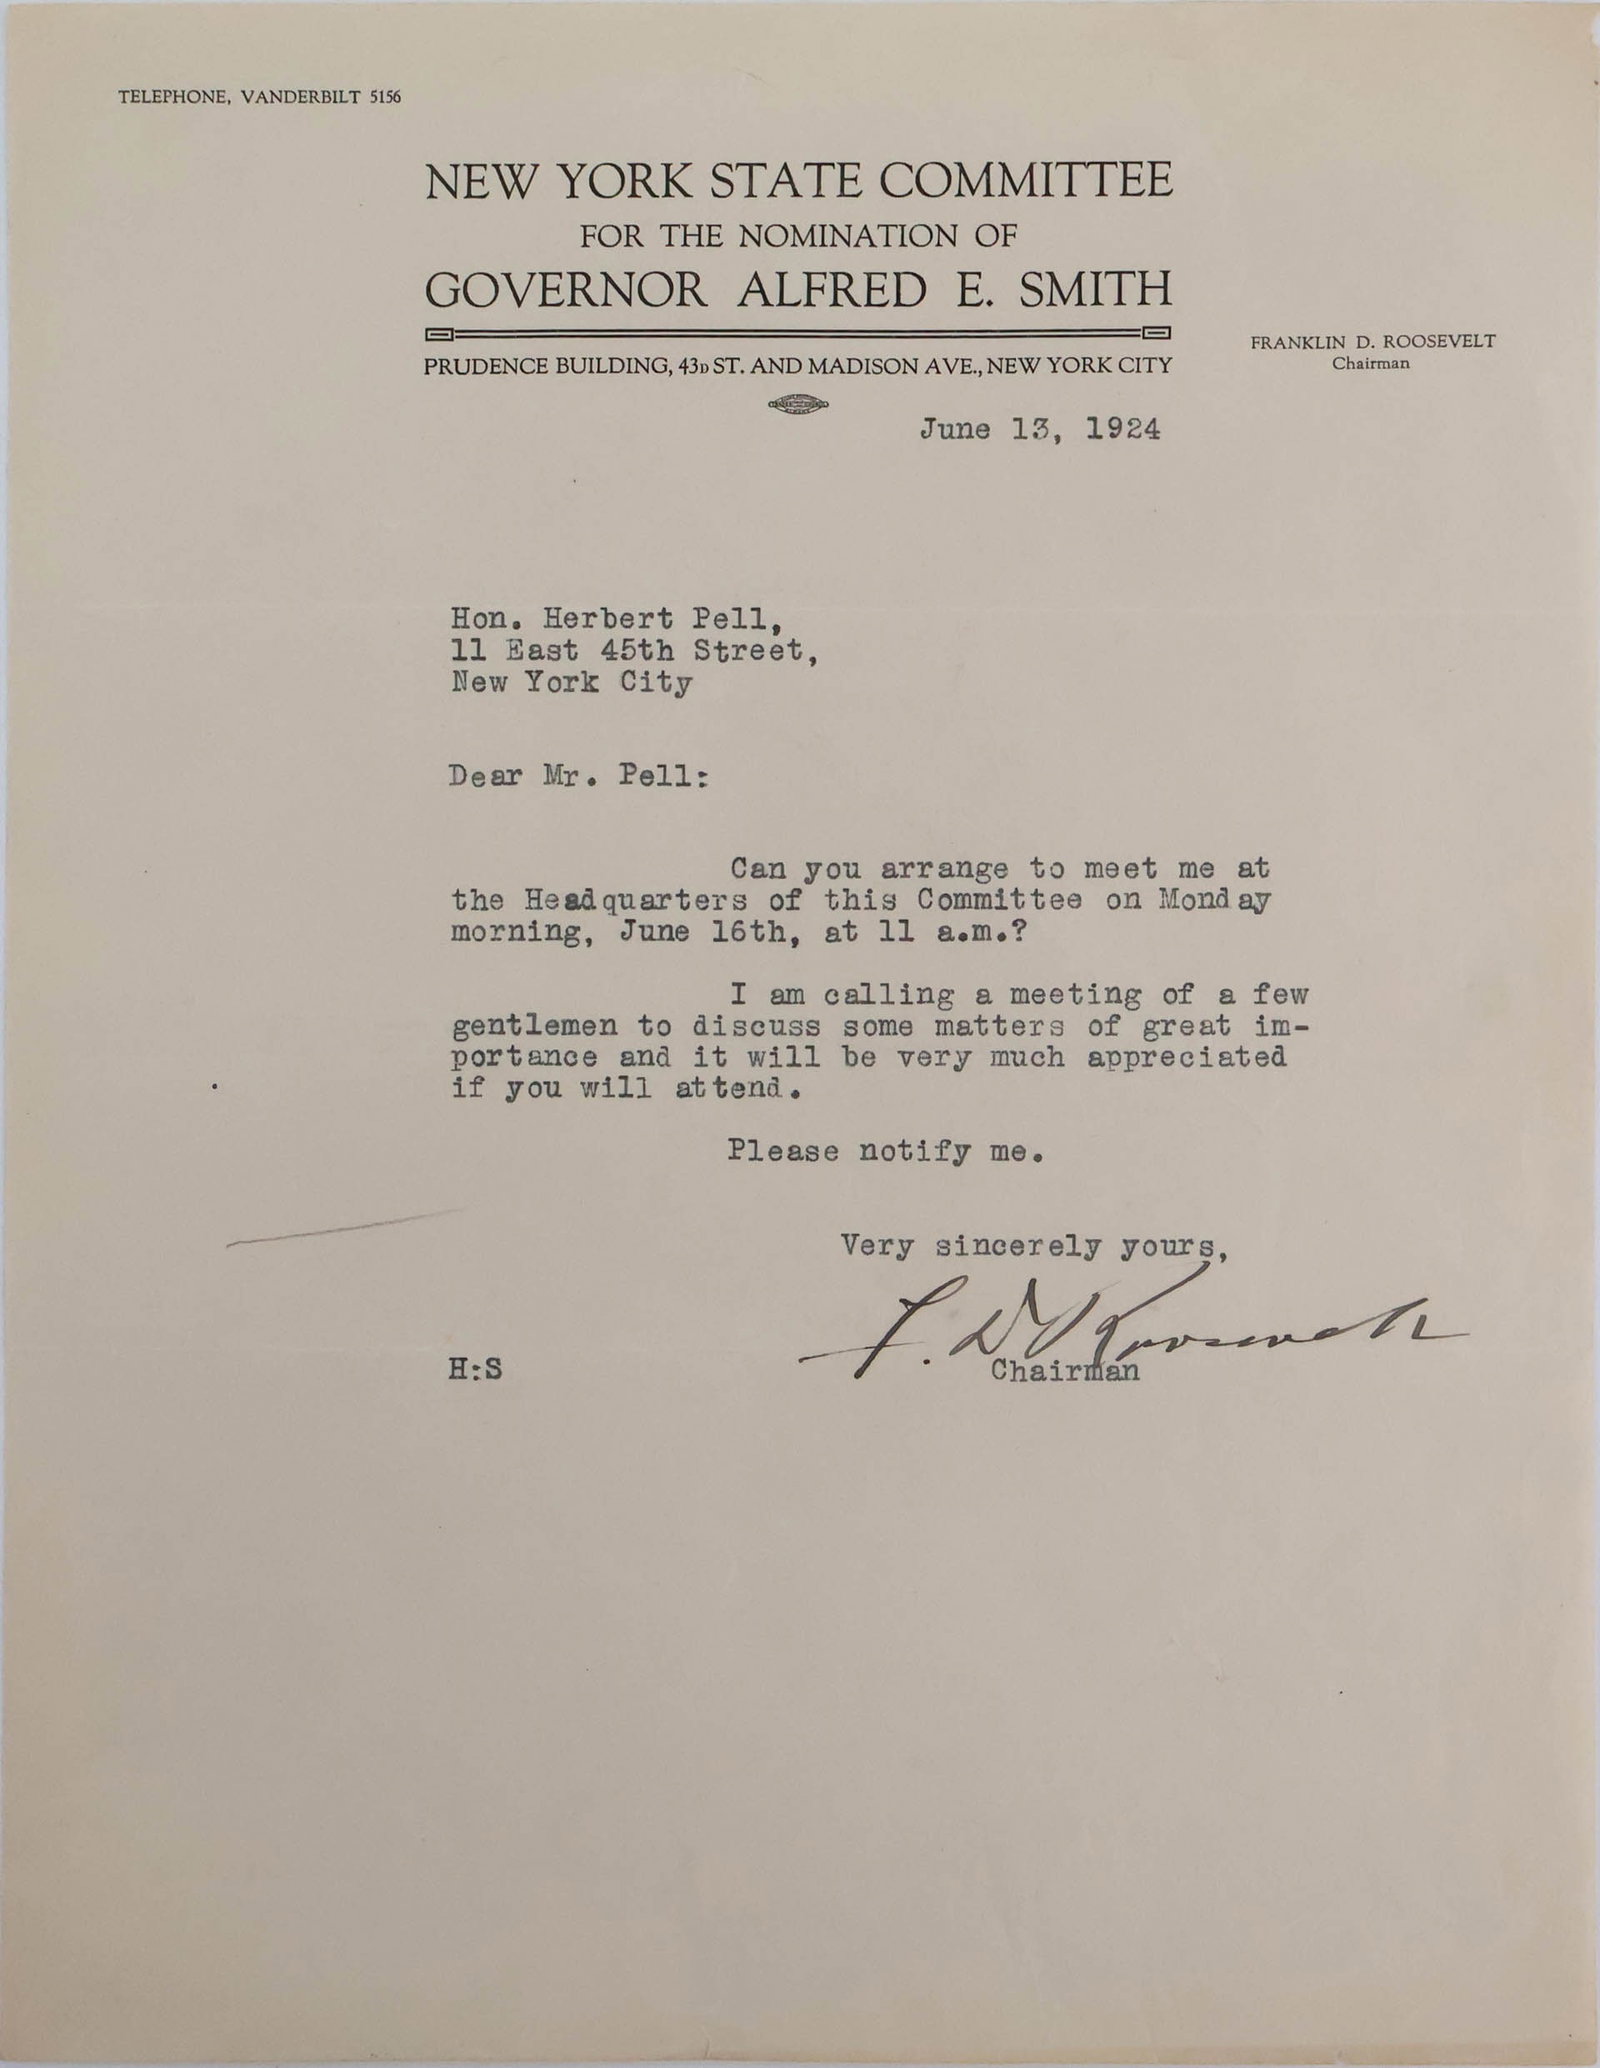 TELEPHONE, VANDERBILT 5156
NEW YORK STATE COMMITTEE
FOR THE NOMINATION OF
GOVERNOR ALFRED E. SMITH
PRUDENCE BUILDING, 43D ST. AND MADISON AVE., NEW YORK CITY
FRANKLIN D. ROOSEVELT
Chairman
June 13, 1924
Hon. Herbert Pell,
11 East 45th Street,
New York City
Dear Mr. Pell:
Can you arrange to meet me at
the Headquarters of this Committee on Monday
morning, June 16th, at 11 a.m.?
I am calling a meeting of a few
gentlemen to discuss some matters of great im-
portance and it will be very much appreciated
if you will attend.
Please notify me.
Very sincerely yours,
F. D Roosevelt
Chairman
H:S